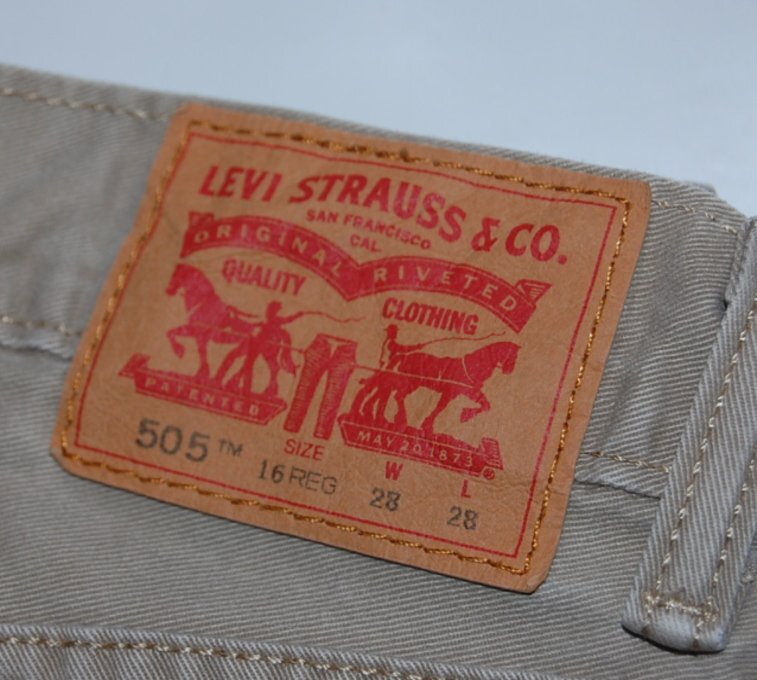 LEVI STRAUSS & CO.
SAN FRANCISCO
CAL.
ORIGINAL RIVETED
QUALITY CLOTHING
PATENTED MAY 20 1873 ®
505™ SIZE W L
16 REG 28 28